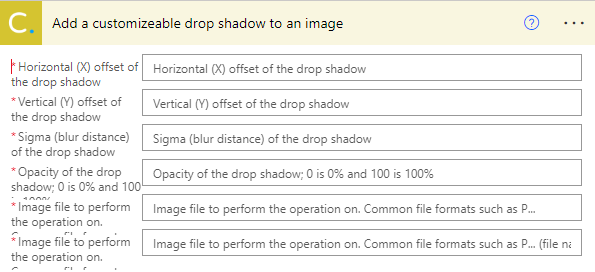 C.
Add a customizeable drop shadow to an image
?
...
* Horizontal (X) offset of
the drop shadow
Horizontal (X) offset of the drop shadow
* Vertical (Y) offset of
the drop shadow
Vertical (Y) offset of the drop shadow
* Sigma (blur distance)
of the drop shadow
Sigma (blur distance) of the drop shadow
* Opacity of the drop
shadow; 0 is 0% and 100
Opacity of the drop shadow; 0 is 0% and 100 is 100%
* Image file to perform
the operation on.
Image file to perform the operation on. Common file formats such as P...
* Image file to perform
the operation on.
Image file to perform the operation on. Common file formats such as P... (file na